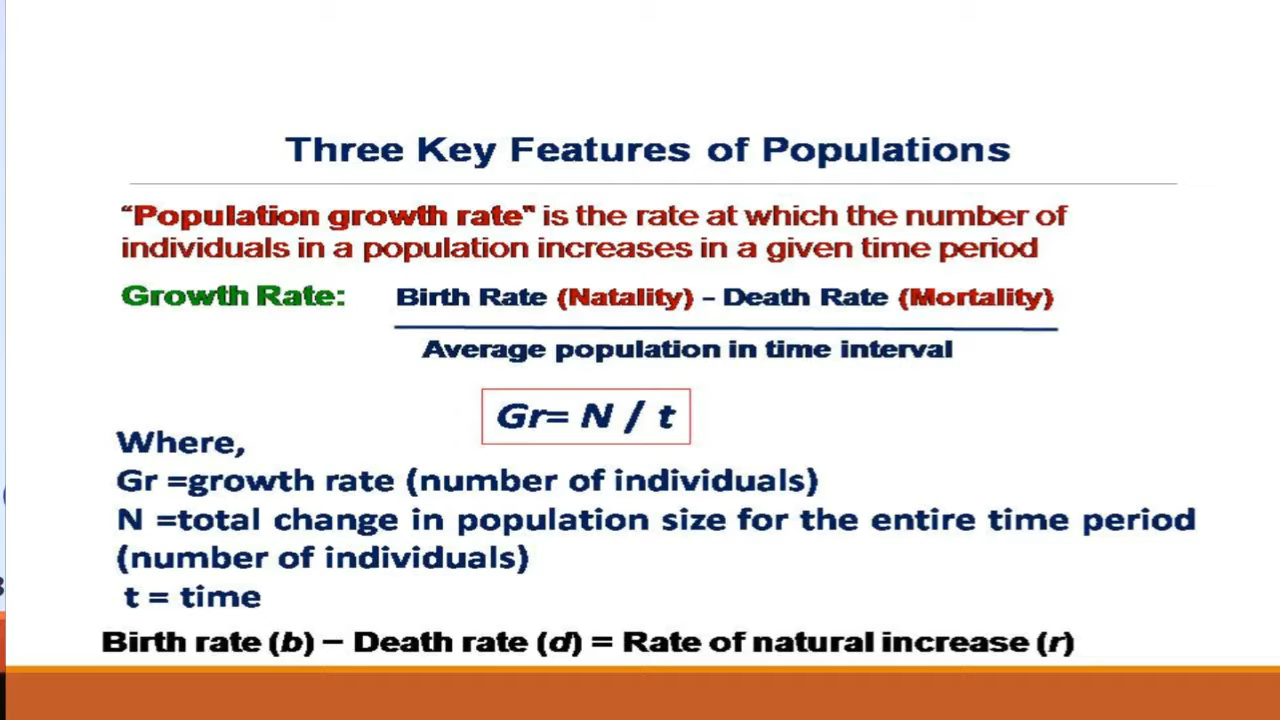 Three Key Features of Populations
“Population growth rate" is the rate at which the number of
individuals in a population increases in a given time period
Growth Rate: Birth Rate (Natality) – Death Rate (Mortality)
Average population in time interval
Gr= N / t
Where,
Gr =growth rate (number of individuals)
N =total change in population size for the entire time period
(number of individuals)
t = time
Birth rate (b) – Death rate (d) = Rate of natural increase (r)